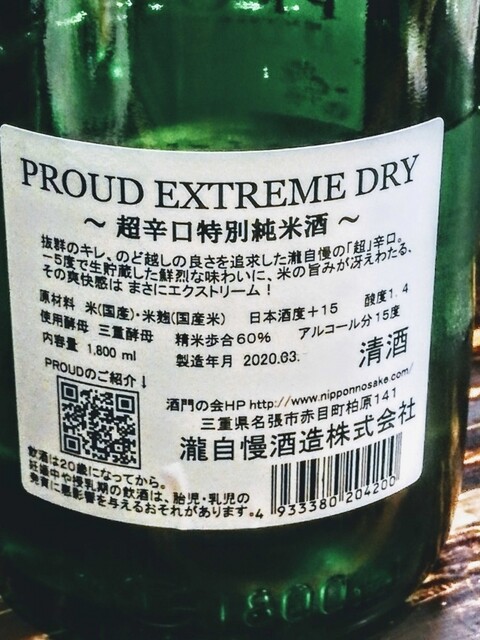 PROUD EXTREME DRY
～ 超辛口特別純米酒 ～
抜群のキレ、のど越しの良さを追求した瀧自慢の「超」辛口。
−5度で生貯蔵した鮮烈な味わいに、米の旨みが冴えわたる、
その爽快感は まさにエクストリーム！
原材料 米(国産)・米麹(国産米) 日本酒度＋15 酸度1.4
使用酵母 三重酵母 精米歩合60% アルコール分15度
内容量 1,800 ml 製造年月 2020.03. 清酒
PROUDのご紹介↓
酒門の会HP http://www.nipponnosake.com/
三重県名張市赤目町柏原141
瀧自慢酒造株式会社
飲酒は20歳になってから。
妊娠中や授乳期の飲酒は、胎児・乳児の
発育に悪影響を与えるおそれがあります。
4 933380 204200
1800